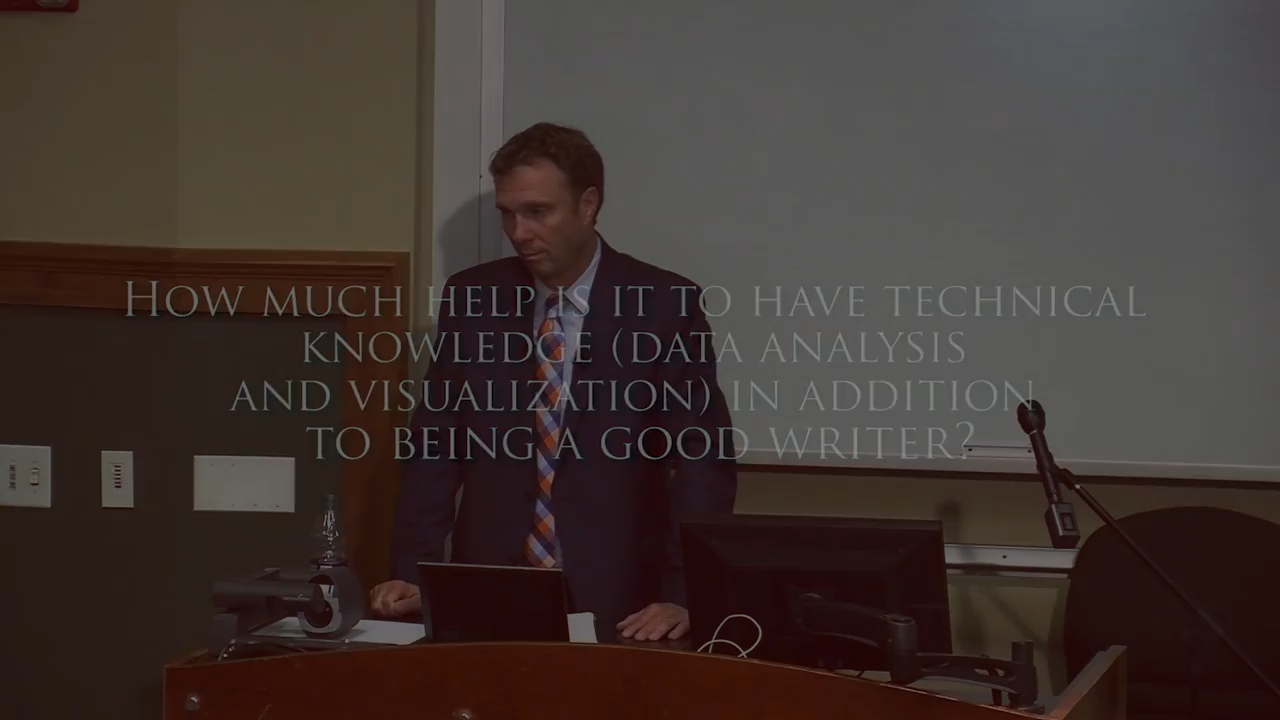 How much help is it to have technical
knowledge (data analysis
and visualization) in addition
to being a good writer?